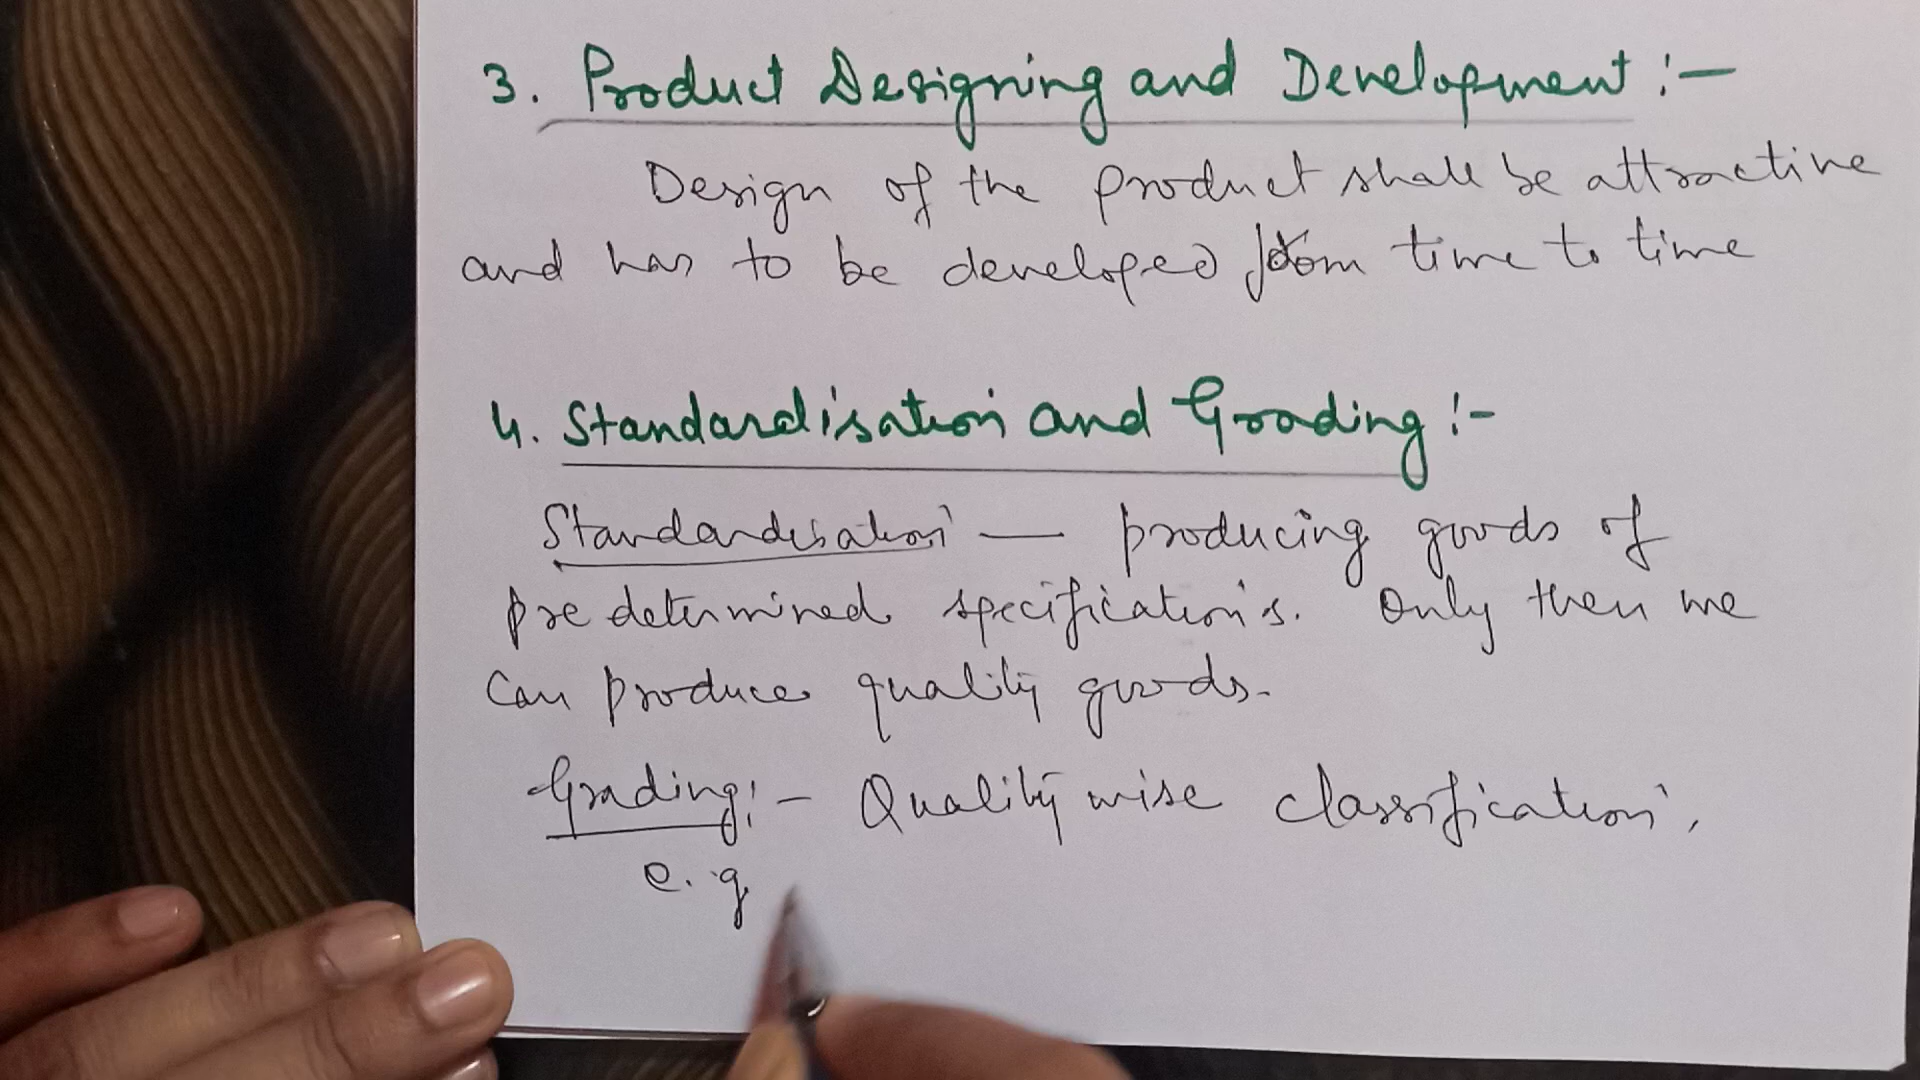 3. Product Designing and Development :-
Design of the product shall be attractive
and has to be developed from time to time
4. Standardisation and Grading :-
Standardisation — producing goods of
predetermined specifications. Only then we
can produce quality goods.
Grading :- Quality wise classification,
e.g